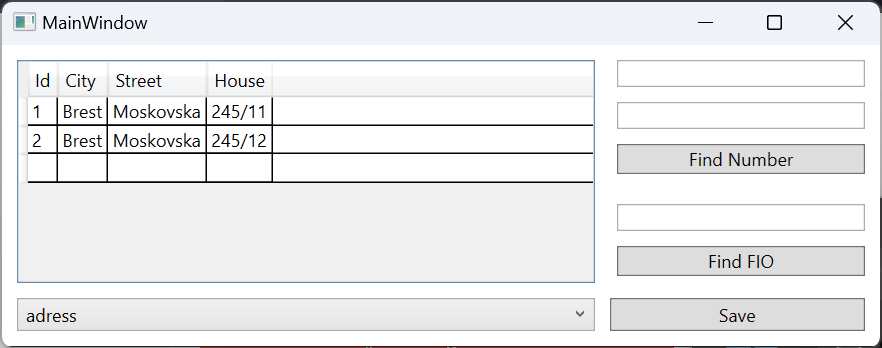 MainWindow
Id City Street House
1 Brest Moskovska 245/11
2 Brest Moskovska 245/12
Find Number
Find FIO
adress
Save